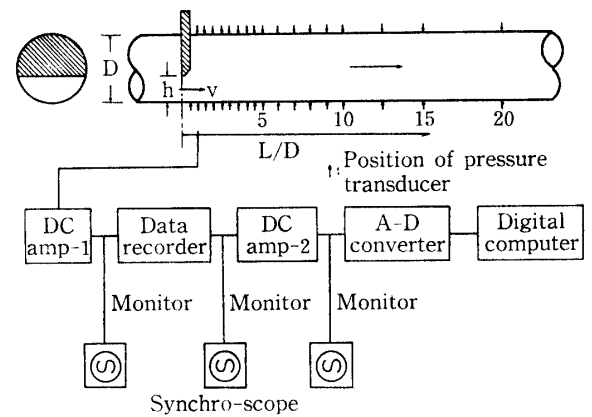 D
h
v
5
10
15
20
L/D
↑: Position of pressure
transducer
DC
amp-1
Data
recorder
DC
amp-2
A-D
converter
Digital
computer
Monitor
Monitor
Monitor
S
S
S
Synchro-scope